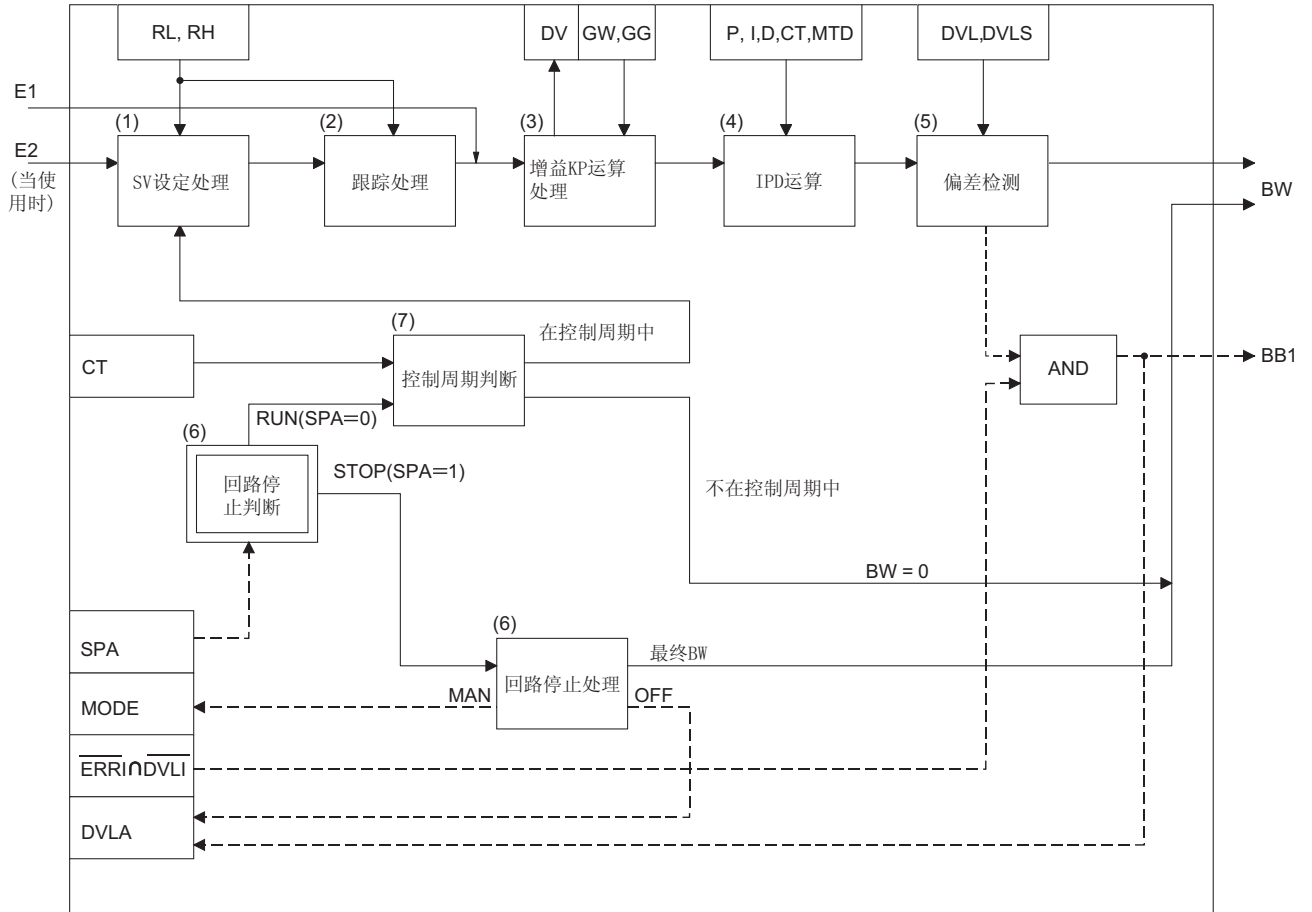 RL, RH
DV
GW,GG
P, I,D,CT,MTD
DVL,DVLS
E1
(1)
(2)
(3)
(4)
(5)
E2
(当使
用时)
SV设定处理
跟踪处理
增益KP运算
处理
IPD运算
偏差检测
BW
(7)
在控制周期中
CT
控制周期判断
AND
BB1
RUN(SPA=0)
(6)
STOP(SPA=1)
回路停
止判断
不在控制周期中
BW = 0
SPA
(6)
最终BW
回路停止处理
MODE
MAN
OFF
E̅R̅R̅I∩D̅V̅L̅I̅
DVLA